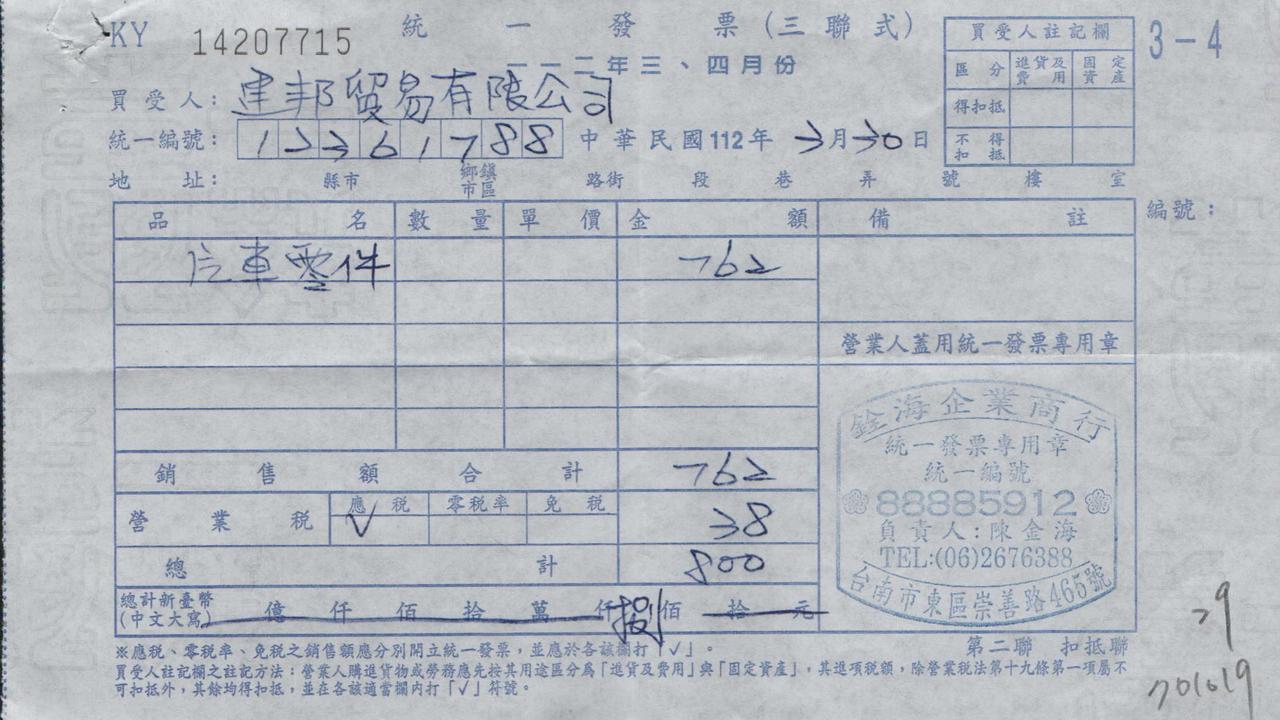 KY 14207715
統一發票(三聯式)
一一二年三、四月份
3-4
買受人註記欄
區分 進貨及費用 固定資產
得扣抵
不得扣抵
買受人: 建邦貿易有限公司
統一編號: 12361788 中華民國112年 3月30日
地址: 縣市 鄉鎮市區 路街 段 巷 弄 號 樓 室
編號:
品名 數量 單價 金額 備註
汽車零件 762
營業人蓋用統一發票專用章
銷售額合計 762
營業稅 應稅 零稅率 免稅 38
√
總計 800
總計新臺幣(中文大寫) 億 仟 佰 拾 萬 仟 捌佰 拾 元
銓海企業商行
統一發票專用章
統一編號
88885912
負責人:陳金海
TEL:(06)2676388
台南市東區崇善路465號
※應稅、零稅率、免稅之銷售額應分別開立統一發票,並應於各該欄打「√」。
第二聯 扣抵聯
買受人註記欄之註記方法:營業人購進貨物或勞務應先按其用途區分為「進貨及費用」與「固定資產」,其進項稅額,除營業稅法第十九條第一項屬不
可扣抵外,其餘均得扣抵,並在各該適當欄內打「√」符號。
29
701019